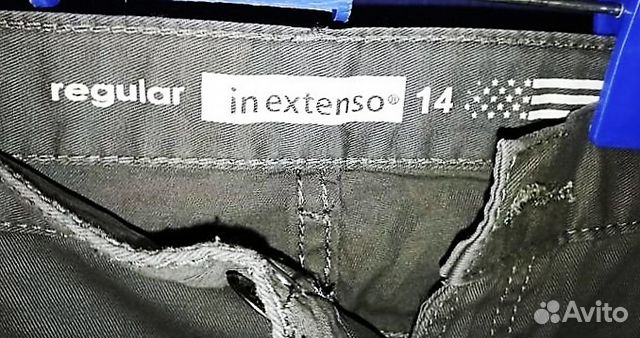 regular in extenso® 14
Avito